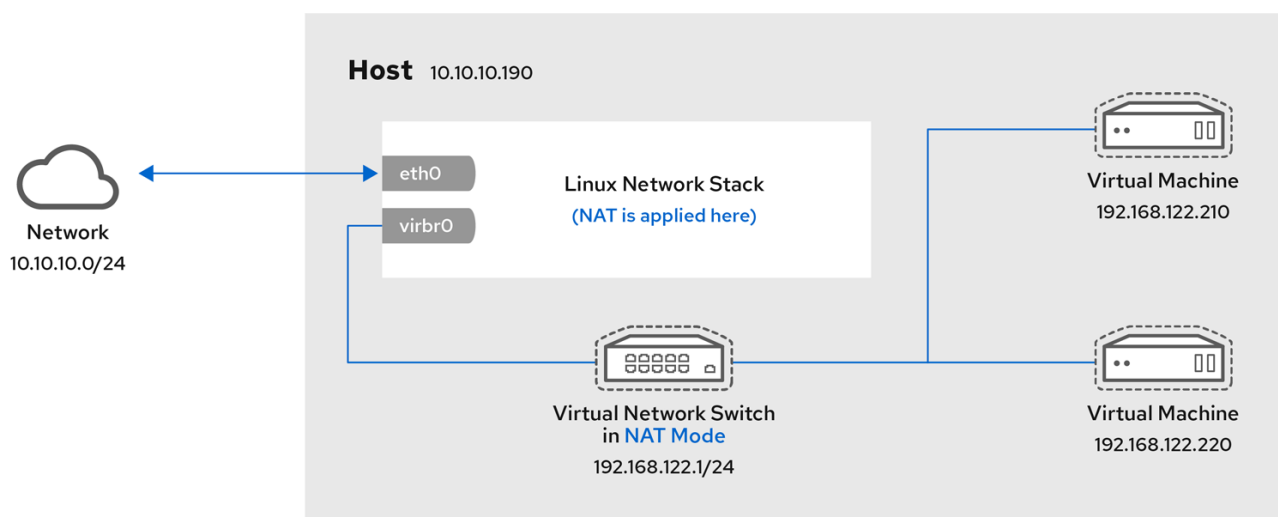 Host 10.10.10.190
eth0
virbr0
Linux Network Stack
(NAT is applied here)
Network
10.10.10.0/24
Virtual Machine
192.168.122.210
Virtual Network Switch
in NAT Mode
192.168.122.1/24
Virtual Machine
192.168.122.220